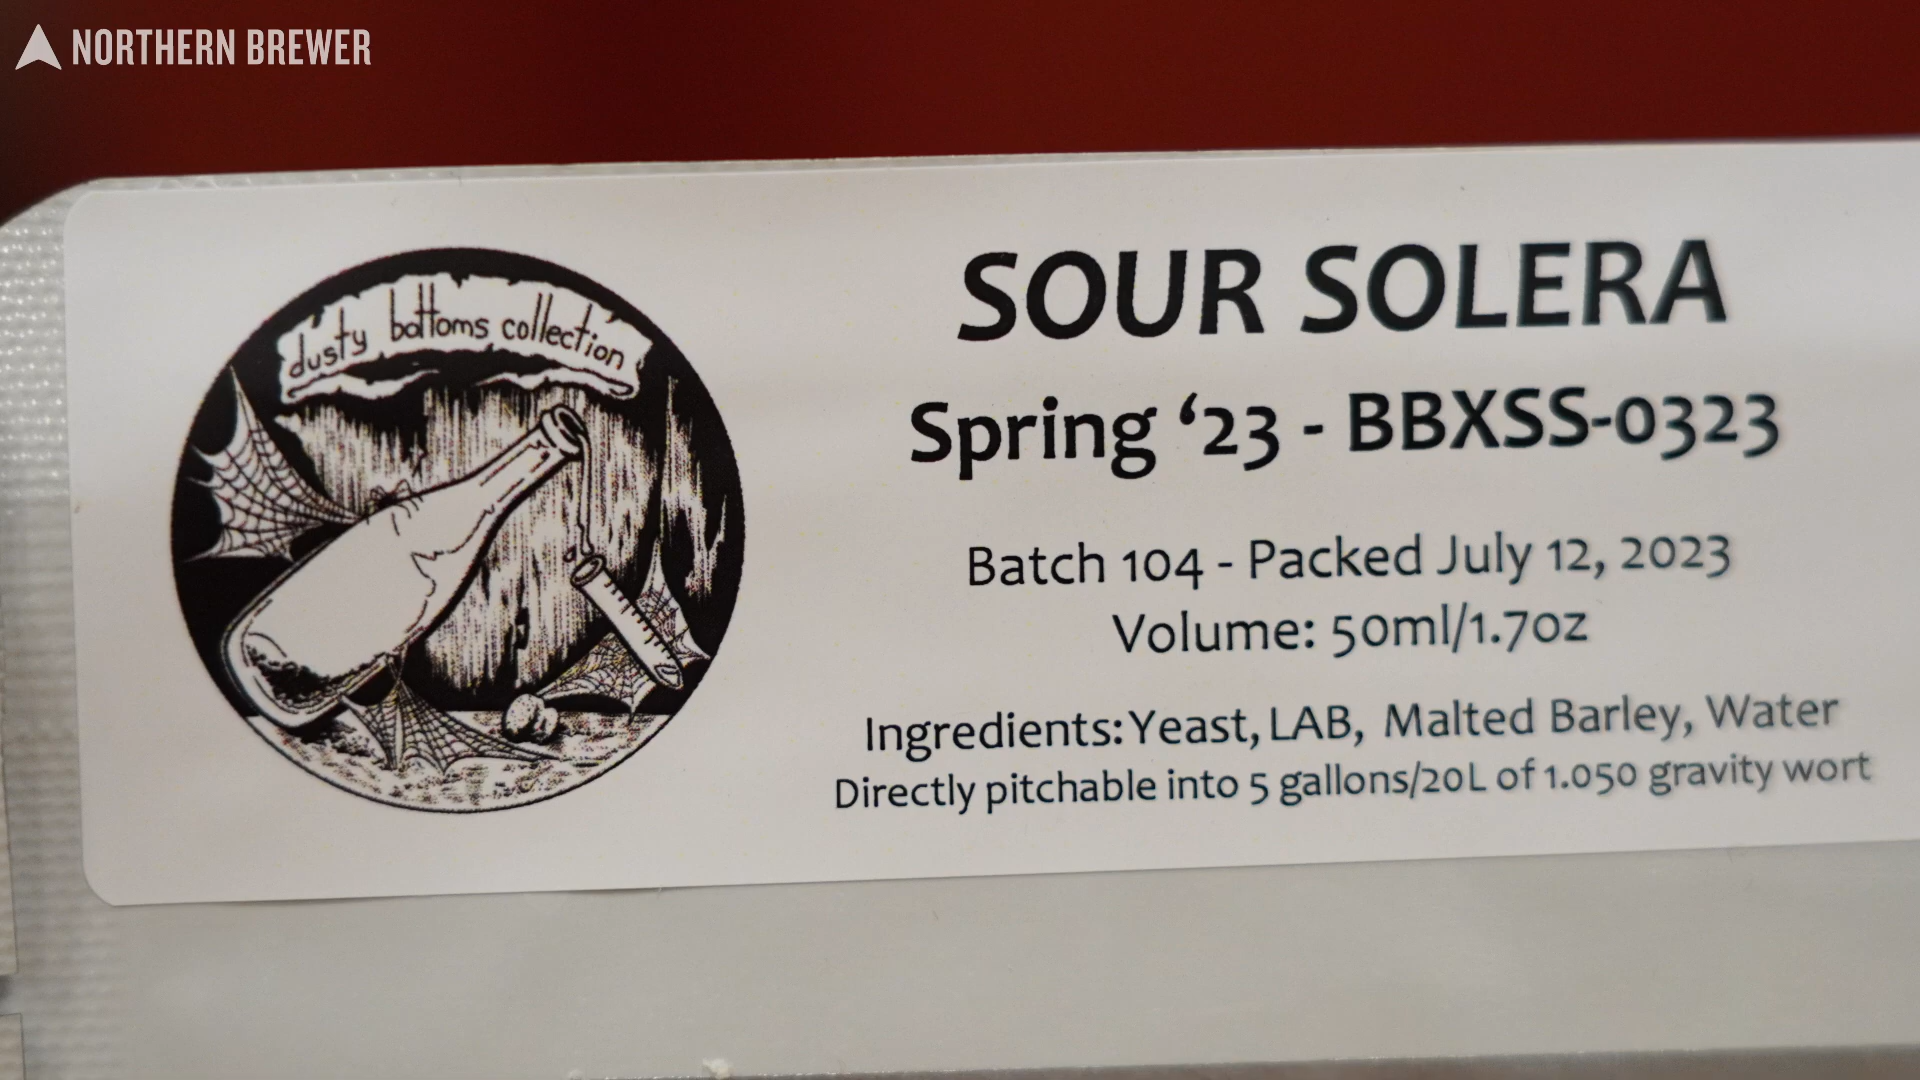 NORTHERN BREWER
dusty bottoms collection
SOUR SOLERA
Spring ‘23 - BBXSS-0323
Batch 104 - Packed July 12, 2023
Volume: 50ml/1.7oz
Ingredients: Yeast, LAB, Malted Barley, Water
Directly pitchable into 5 gallons/20L of 1.050 gravity wort